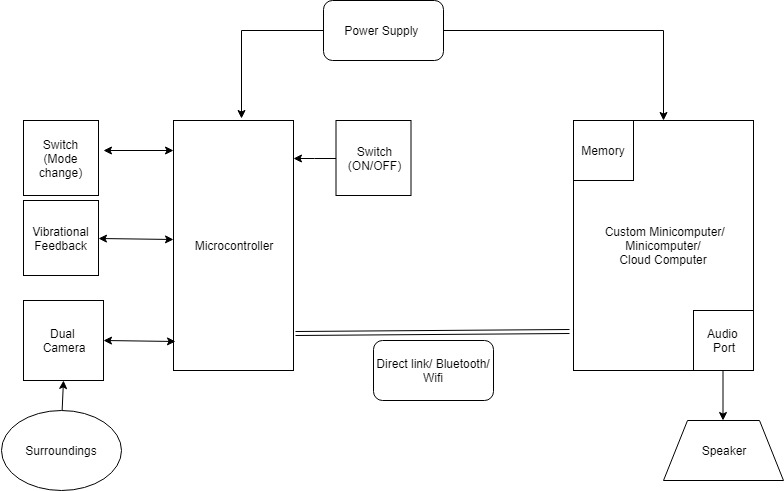 Power Supply
Switch
(Mode
change)
Switch
(ON/OFF)
Memory
Vibrational
Feedback
Microcontroller
Custom Minicomputer/
Minicomputer/
Cloud Computer
Dual
Camera
Direct link/ Bluetooth/
Wifi
Audio
Port
Surroundings
Speaker